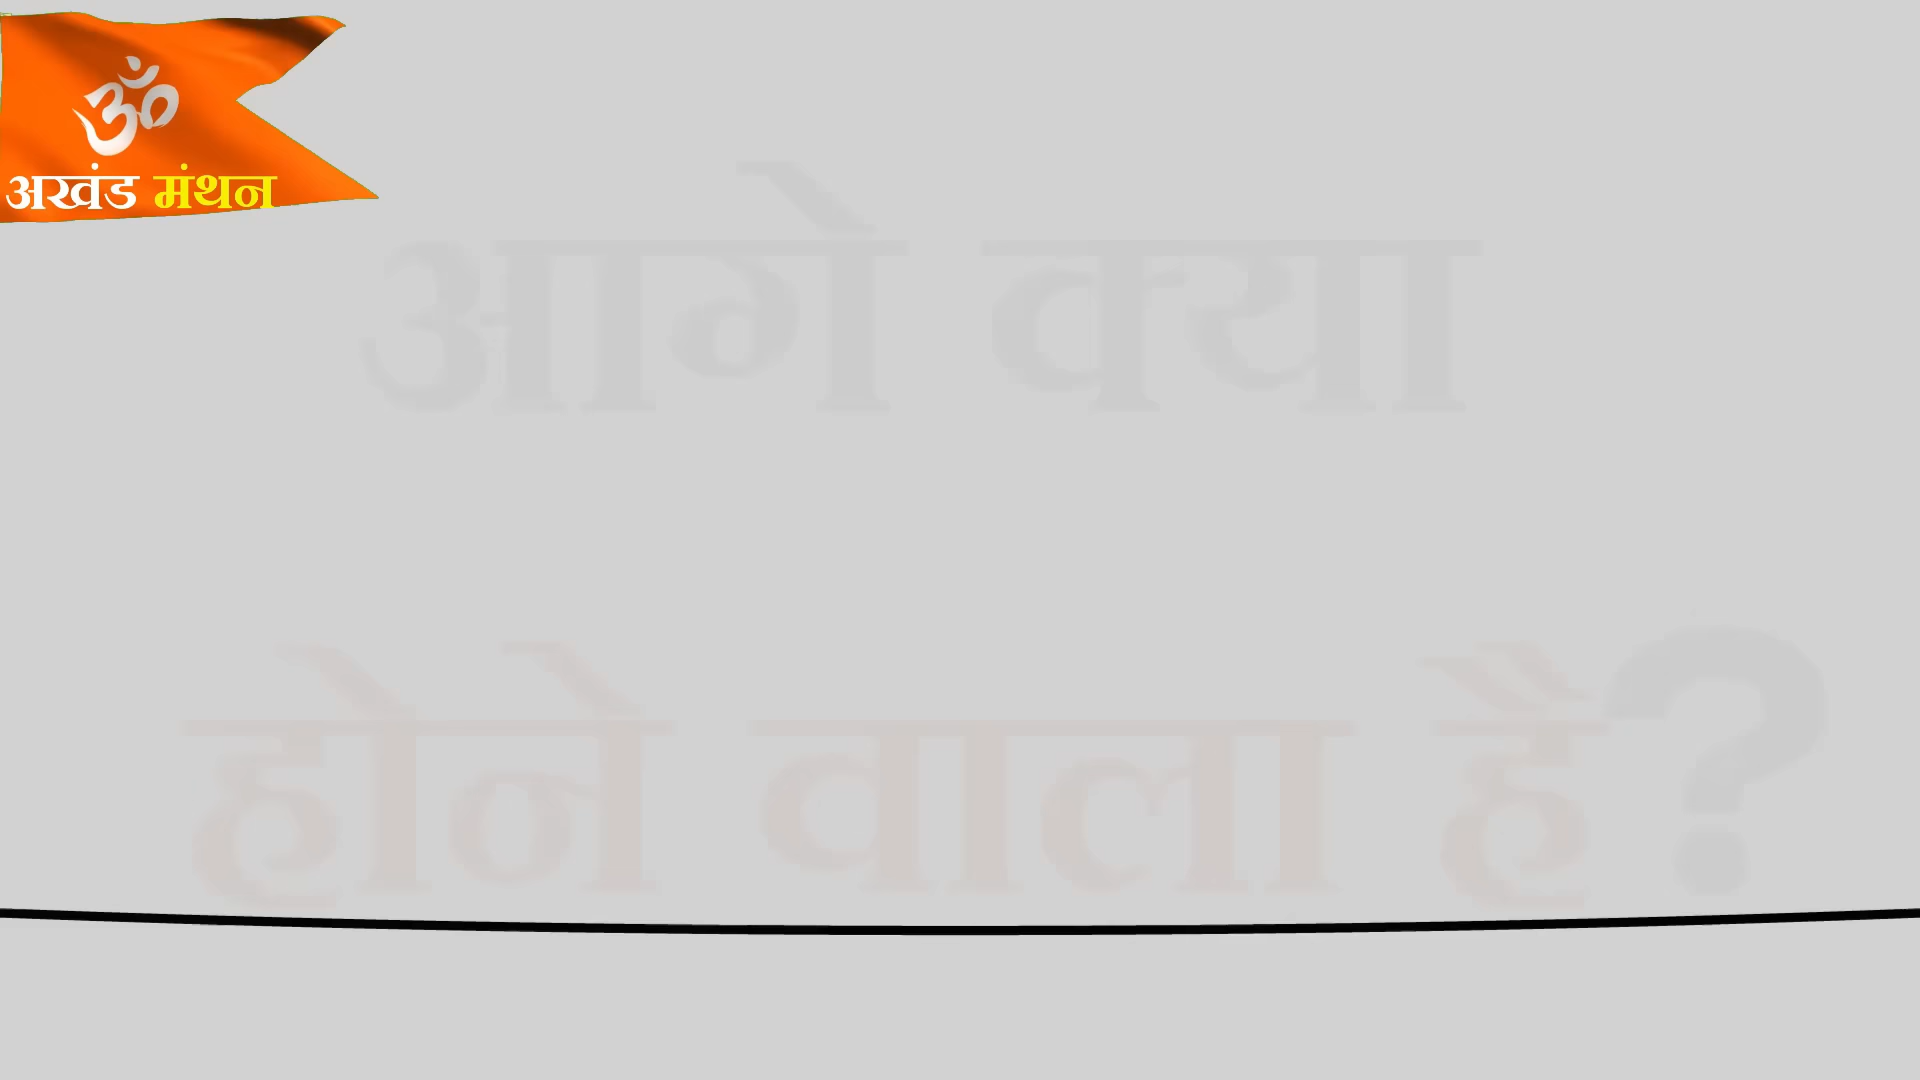 ॐ
अखंड मंथन
आगे क्या
होने वाला है?